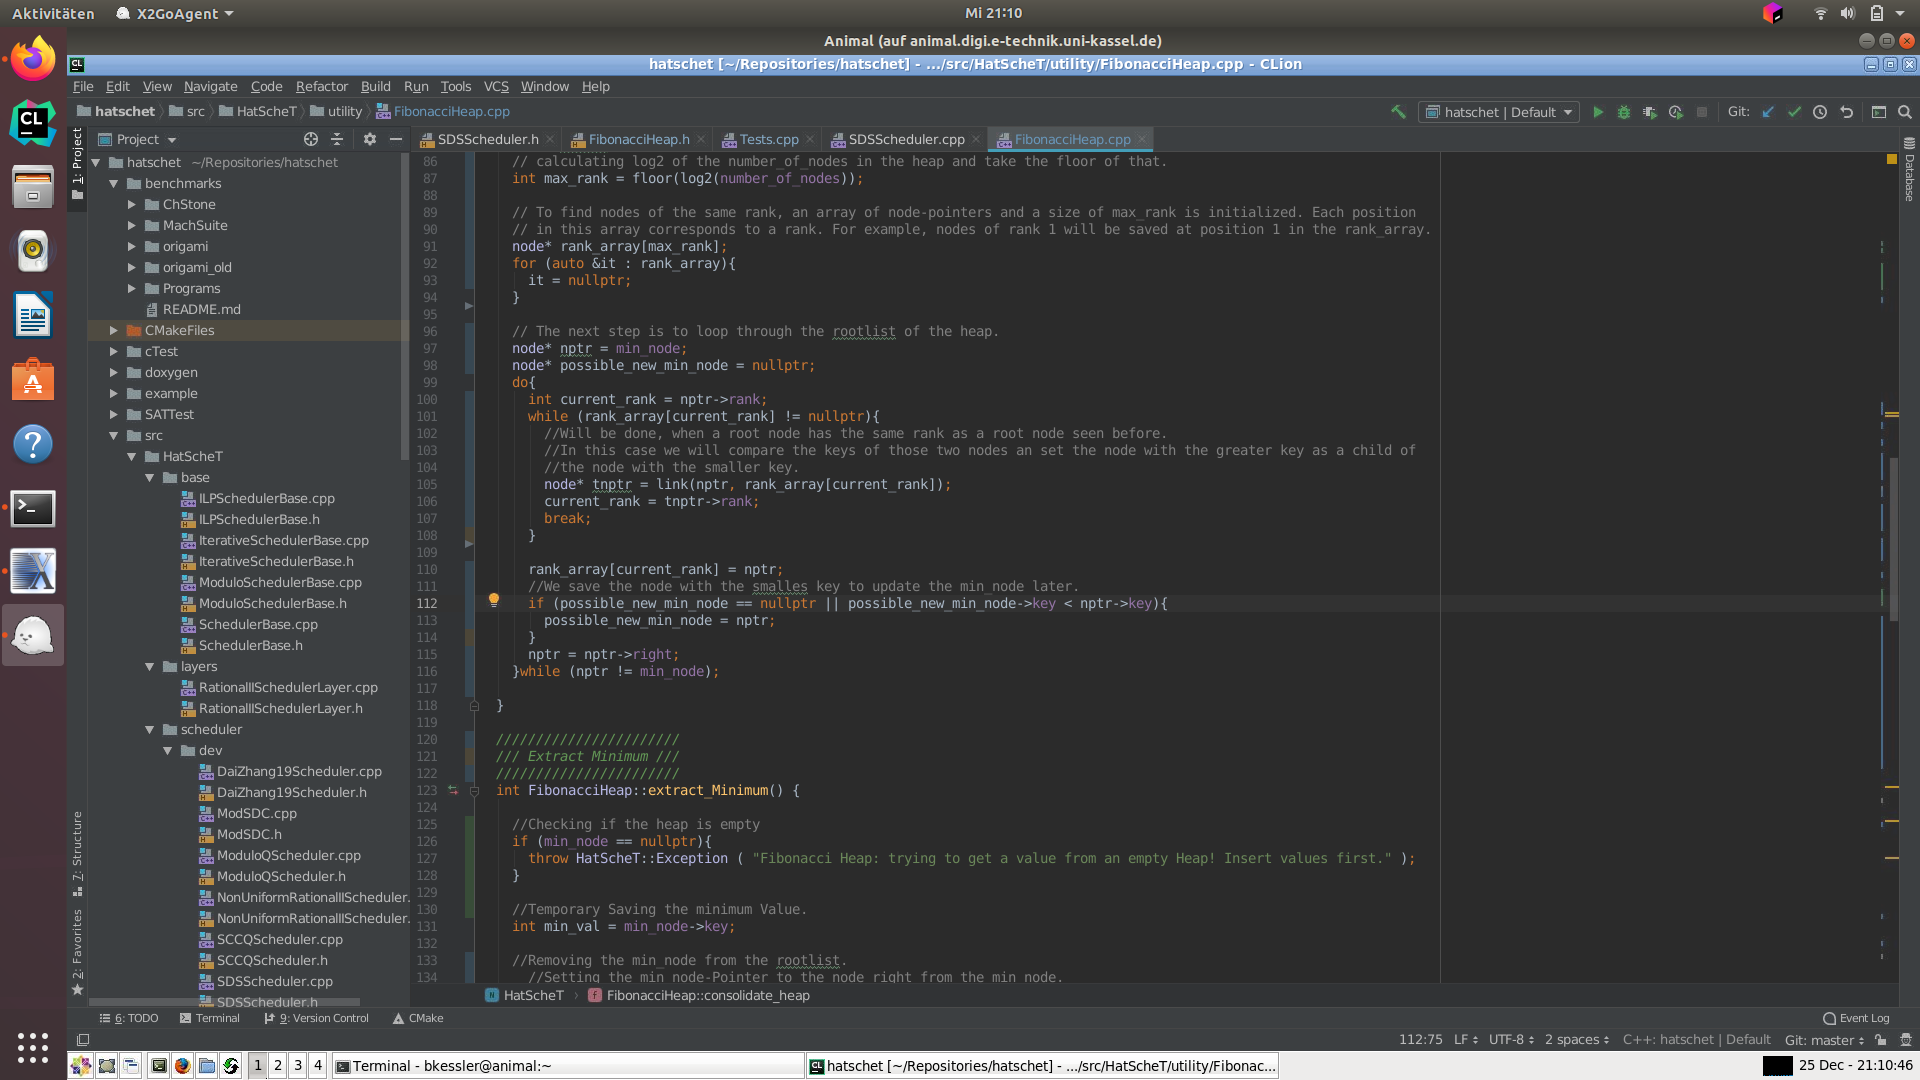 Aktivitäten X2GoAgent Mi 21:10
Animal (auf animal.digi.e-technik.uni-kassel.de)
hatschet [~/Repositories/hatschet] - .../src/HatScheT/utility/FibonacciHeap.cpp - CLion
File Edit View Navigate Code Refactor Build Run Tools VCS Window Help
hatschet src HatScheT utility FibonacciHeap.cpp hatschet | Default Git:
Project SDSScheduler.h FibonacciHeap.h Tests.cpp SDSScheduler.cpp FibonacciHeap.cpp
1: Project
7: Structure
2: Favorites
Database
hatschet ~/Repositories/hatschet
benchmarks
ChStone
MachSuite
origami
origami_old
Programs
README.md
CMakeFiles
cTest
doxygen
example
SATTest
src
HatScheT
base
ILPSchedulerBase.cpp
ILPSchedulerBase.h
IterativeSchedulerBase.cpp
IterativeSchedulerBase.h
ModuloSchedulerBase.cpp
ModuloSchedulerBase.h
SchedulerBase.cpp
SchedulerBase.h
layers
RationalIISchedulerLayer.cpp
RationalIISchedulerLayer.h
scheduler
dev
DaiZhang19Scheduler.cpp
DaiZhang19Scheduler.h
ModSDC.cpp
ModSDC.h
ModuloQScheduler.cpp
ModuloQScheduler.h
NonUniformRationalIIScheduler.
NonUniformRationalIIScheduler.
SCCQScheduler.cpp
SCCQScheduler.h
SDSScheduler.cpp
SDSScheduler.h
86 // calculating log2 of the number_of_nodes in the heap and take the floor of that.
87 int max_rank = floor(log2(number_of_nodes));
88
89 // To find nodes of the same rank, an array of node-pointers and a size of max_rank is initialized. Each position
90 // in this array corresponds to a rank. For example, nodes of rank 1 will be saved at position 1 in the rank_array.
91 node* rank_array[max_rank];
92 for (auto &it : rank_array){
93 it = nullptr;
94 }
95
96 // The next step is to loop through the rootlist of the heap.
97 node* nptr = min_node;
98 node* possible_new_min_node = nullptr;
99 do{
100 int current_rank = nptr->rank;
101 while (rank_array[current_rank] != nullptr){
102 //Will be done, when a root node has the same rank as a root node seen before.
103 //In this case we will compare the keys of those two nodes an set the node with the greater key as a child of
104 //the node with the smaller key.
105 node* tnptr = link(nptr, rank_array[current_rank]);
106 current_rank = tnptr->rank;
107 break;
108 }
109
110 rank_array[current_rank] = nptr;
111 //We save the node with the smalles key to update the min_node later.
112 if (possible_new_min_node == nullptr || possible_new_min_node->key < nptr->key){
113 possible_new_min_node = nptr;
114 }
115 nptr = nptr->right;
116 }while (nptr != min_node);
117
118 }
119
120 ///////////////////////
121 /// Extract Minimum ///
122 ///////////////////////
123 int FibonacciHeap::extract_Minimum() {
124
125 //Checking if the heap is empty
126 if (min_node == nullptr){
127 throw HatScheT::Exception ( "Fibonacci Heap: trying to get a value from an empty Heap! Insert values first." );
128 }
129
130 //Temporary Saving the minimum Value.
131 int min_val = min_node->key;
132
133 //Removing the min_node from the rootlist.
134 //Setting the min node-Pointer to the node right from the min node.
HatScheT FibonacciHeap::consolidate_heap
6: TODO Terminal 9: Version Control CMake Event Log
112:75 LF UTF-8 2 spaces C++: hatschet | Default Git: master
1 2 3 4 Terminal - bkessler@animal:~ hatschet [~/Repositories/hatschet] - .../src/HatScheT/utility/Fibonac... 25 Dec - 21:10:46